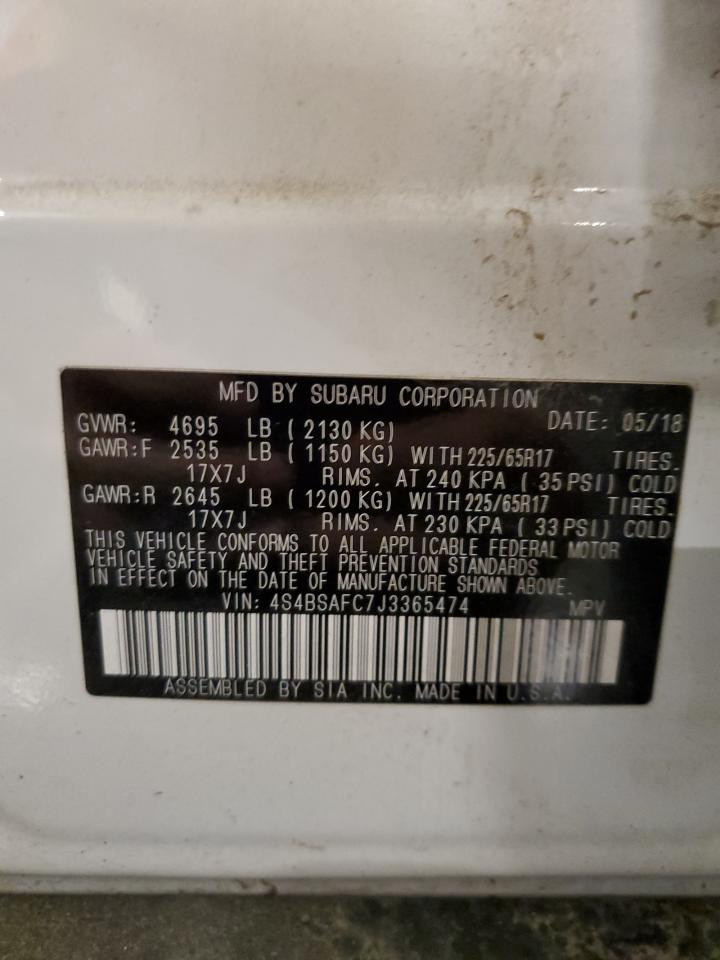 MFD BY SUBARU CORPORATION
GVWR: 4695 LB ( 2130 KG) DATE: 05/18
GAWR:F 2535 LB ( 1150 KG) WITH 225/65R17 TIRES.
17X7J RIMS. AT 240 KPA ( 35 PSI) COLD
GAWR:R 2645 LB ( 1200 KG) WITH 225/65R17 TIRES.
17X7J RIMS. AT 230 KPA ( 33 PSI) COLD
THIS VEHICLE CONFORMS TO ALL APPLICABLE FEDERAL MOTOR
VEHICLE SAFETY AND THEFT PREVENTION STANDARDS
IN EFFECT ON THE DATE OF MANUFACTURE SHOWN ABOVE.
VIN: 4S4BSAFC7J3365474 MPV
ASSEMBLED BY SIA INC. MADE IN U.S.A.